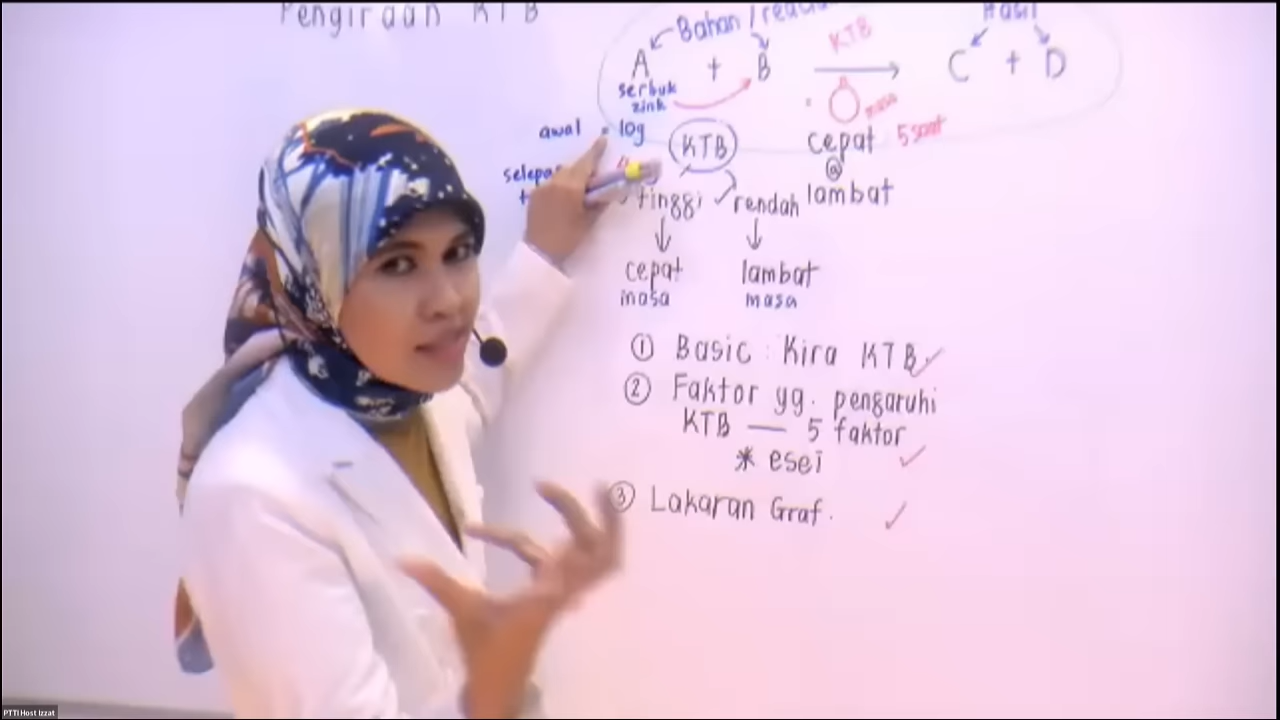 Pengiraan KTB
Bahan / reactan Hasil
A + B KTB C + D
serbuk
zink
masa
awal = 10g KTB cepat 5 saat
@
tinggi rendah lambat
cepat lambat
masa masa
① Basic : Kira KTB ✓
② Faktor yg. pengaruhi
KTB — 5 faktor
* esei ✓
③ Lakaran Graf. ✓
PTTI Host Izzat